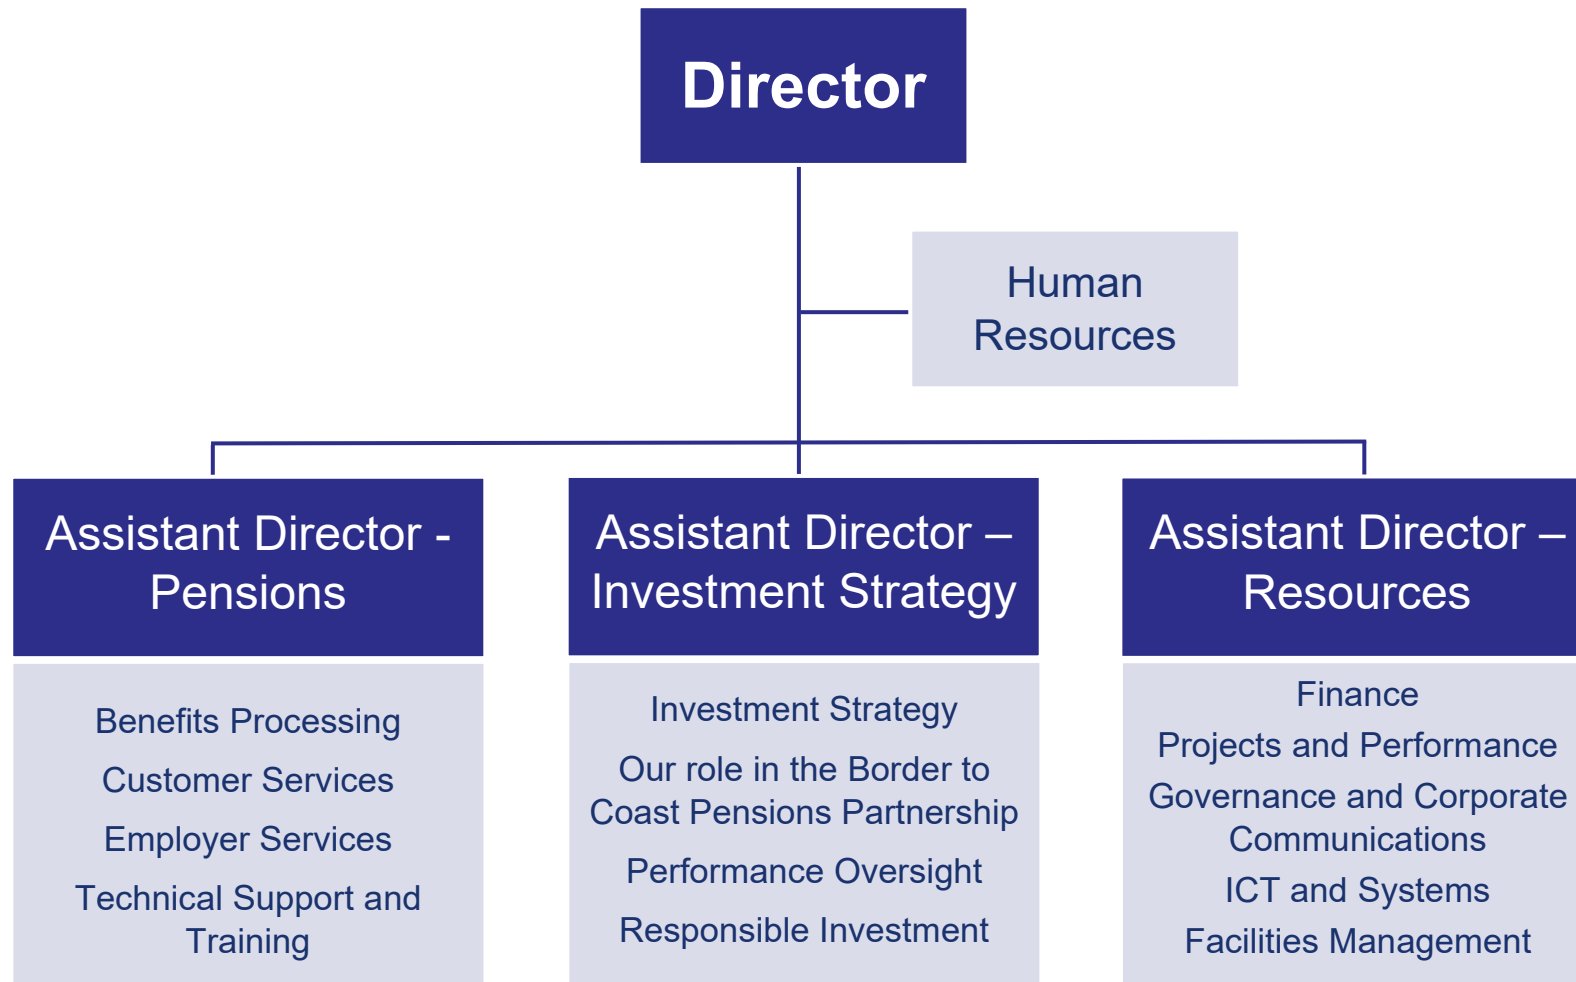 Director
Human
Resources
Assistant Director -
Pensions
Benefits Processing
Customer Services
Employer Services
Technical Support and
Training
Assistant Director –
Investment Strategy
Investment Strategy
Our role in the Border to
Coast Pensions Partnership
Performance Oversight
Responsible Investment
Assistant Director –
Resources
Finance
Projects and Performance
Governance and Corporate
Communications
ICT and Systems
Facilities Management